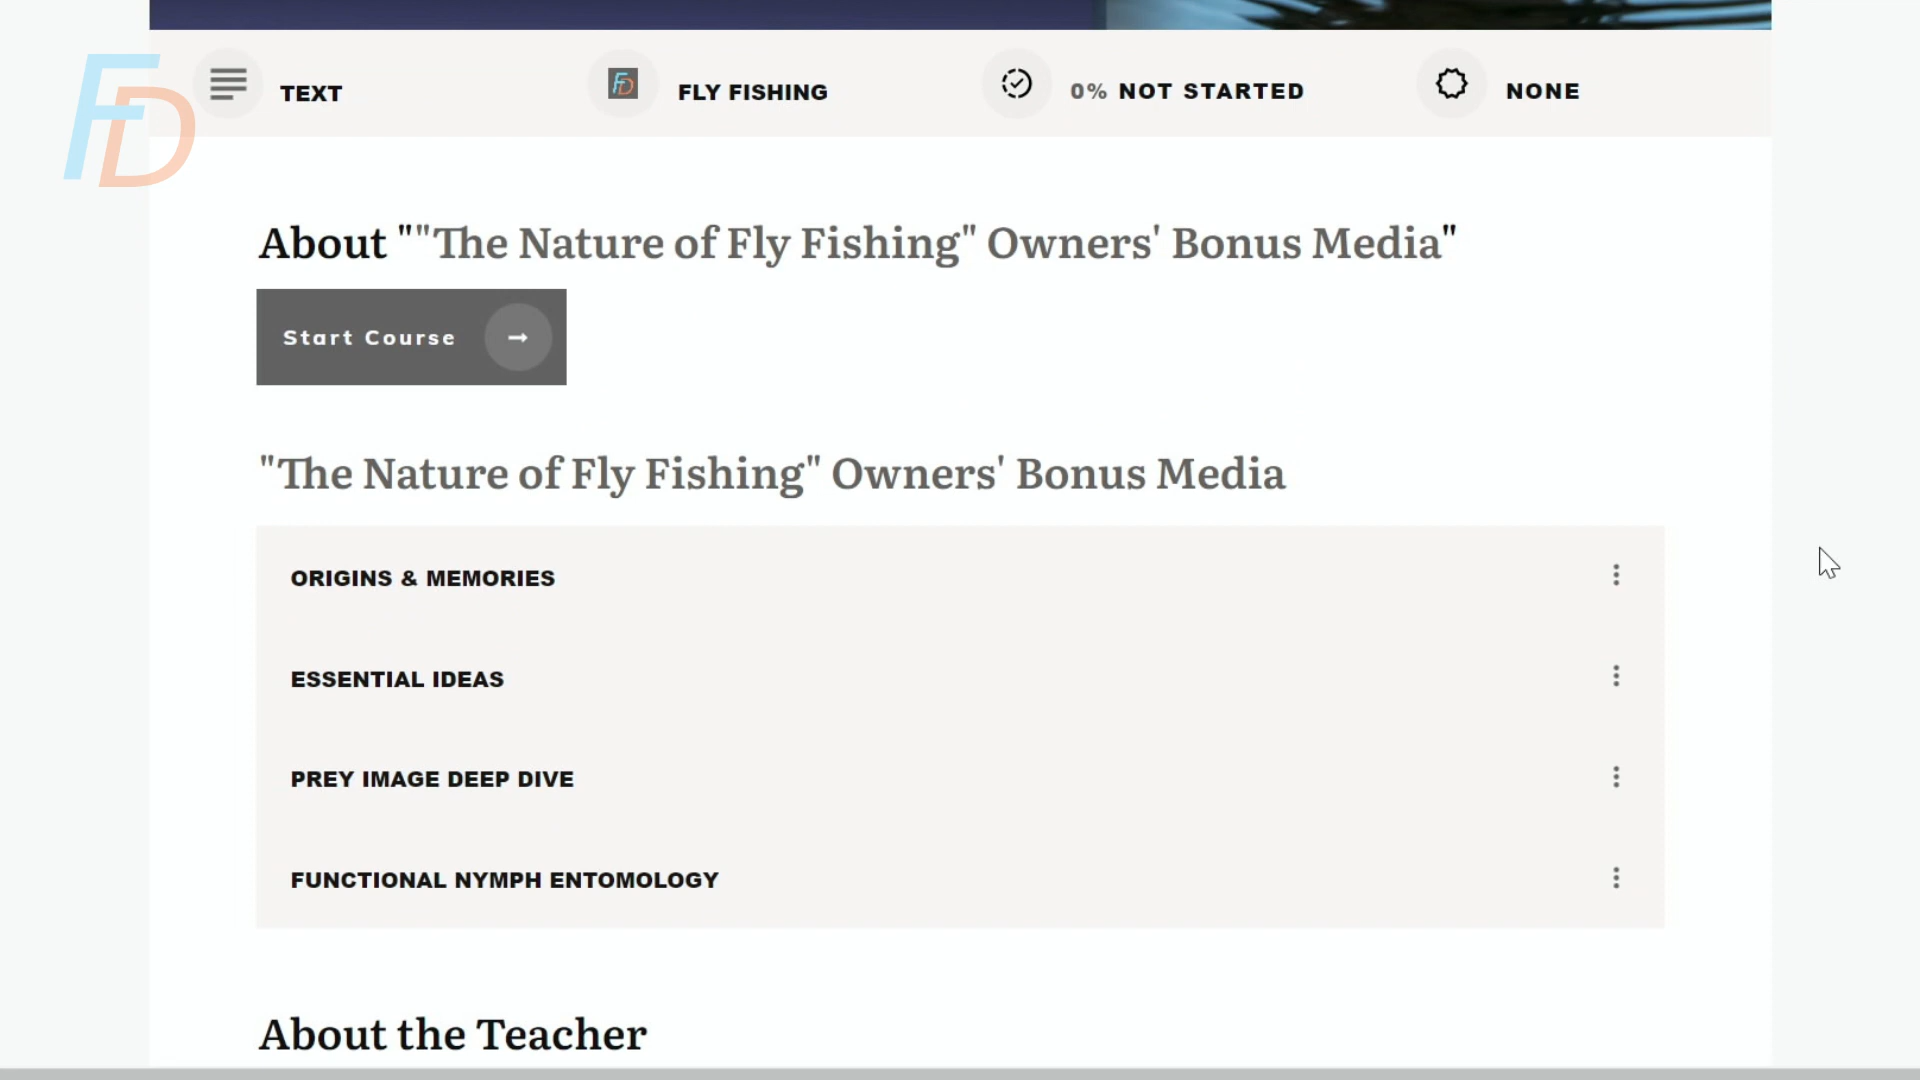 FD
TEXT
FD
FLY FISHING
0% NOT STARTED
NONE
About ""The Nature of Fly Fishing" Owners' Bonus Media"
Start Course
"The Nature of Fly Fishing" Owners' Bonus Media
ORIGINS & MEMORIES
ESSENTIAL IDEAS
PREY IMAGE DEEP DIVE
FUNCTIONAL NYMPH ENTOMOLOGY
About the Teacher